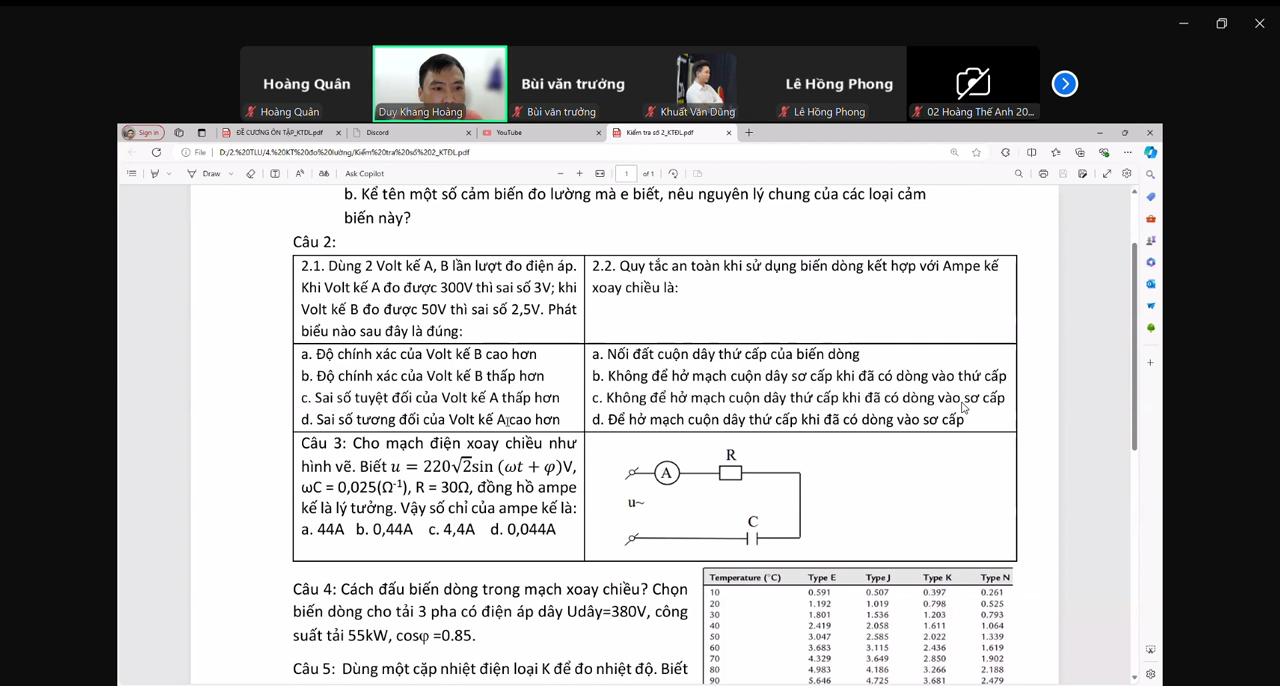 Hoàng Quân
Bùi văn trưởng
Lê Hồng Phong
Hoàng Quân
Duy Khang Hoàng
Bùi văn trưởng
Khuất Văn Dũng
Lê Hồng Phong
02 Hoàng Thế Anh 20...
Sign in
ĐỀ CƯƠNG ÔN TẬP_KTDL.pdf
Discord
YouTube
Kiểm tra số 2_KTĐL.pdf
File
D:/2.%20TLU/4.%20KT%20đo%20lường/Kiểm%20tra%20số%202_KTĐL.pdf
Draw
Ask Copilot
1
of 1
b. Kể tên một số cảm biến đo lường mà e biết, nêu nguyên lý chung của các loại cảm
biến này?
Câu 2:
2.1. Dùng 2 Volt kế A, B lần lượt đo điện áp.
Khi Volt kế A đo được 300V thì sai số 3V; khi
Volt kế B đo được 50V thì sai số 2,5V. Phát
biểu nào sau đây là đúng:
2.2. Quy tắc an toàn khi sử dụng biến dòng kết hợp với Ampe kế
xoay chiều là:
a. Độ chính xác của Volt kế B cao hơn
b. Độ chính xác của Volt kế B thấp hơn
c. Sai số tuyệt đối của Volt kế A thấp hơn
d. Sai số tương đối của Volt kế A cao hơn
a. Nối đất cuộn dây thứ cấp của biến dòng
b. Không để hở mạch cuộn dây sơ cấp khi đã có dòng vào thứ cấp
c. Không để hở mạch cuộn dây thứ cấp khi đã có dòng vào sơ cấp
d. Để hở mạch cuộn dây thứ cấp khi đã có dòng vào sơ cấp
Câu 3: Cho mạch điện xoay chiều như
hình vẽ. Biết u = 220√2sin (ωt + φ)V,
ωC = 0,025(Ω⁻¹), R = 30Ω, đồng hồ ampe
kế là lý tưởng. Vậy số chỉ của ampe kế là:
a. 44A b. 0,44A c. 4,4A d. 0,044A
R
A
u~
C
Câu 4: Cách đấu biến dòng trong mạch xoay chiều? Chọn
biến dòng cho tải 3 pha có điện áp dây Udây=380V, công
suất tải 55kW, cosφ =0.85.
Câu 5: Dùng một cặp nhiệt điện loại K để đo nhiệt độ. Biết
Temperature (°C) Type E Type J Type K Type N
10 0.591 0.507 0.397 0.261
20 1.192 1.019 0.798 0.525
30 1.801 1.536 1.203 0.793
40 2.419 2.058 1.611 1.064
50 3.047 2.585 2.022 1.339
60 3.683 3.115 2.436 1.619
70 4.329 3.649 2.850 1.902
80 4.983 4.186 3.266 2.188
90 5.646 4.725 3.681 2.479